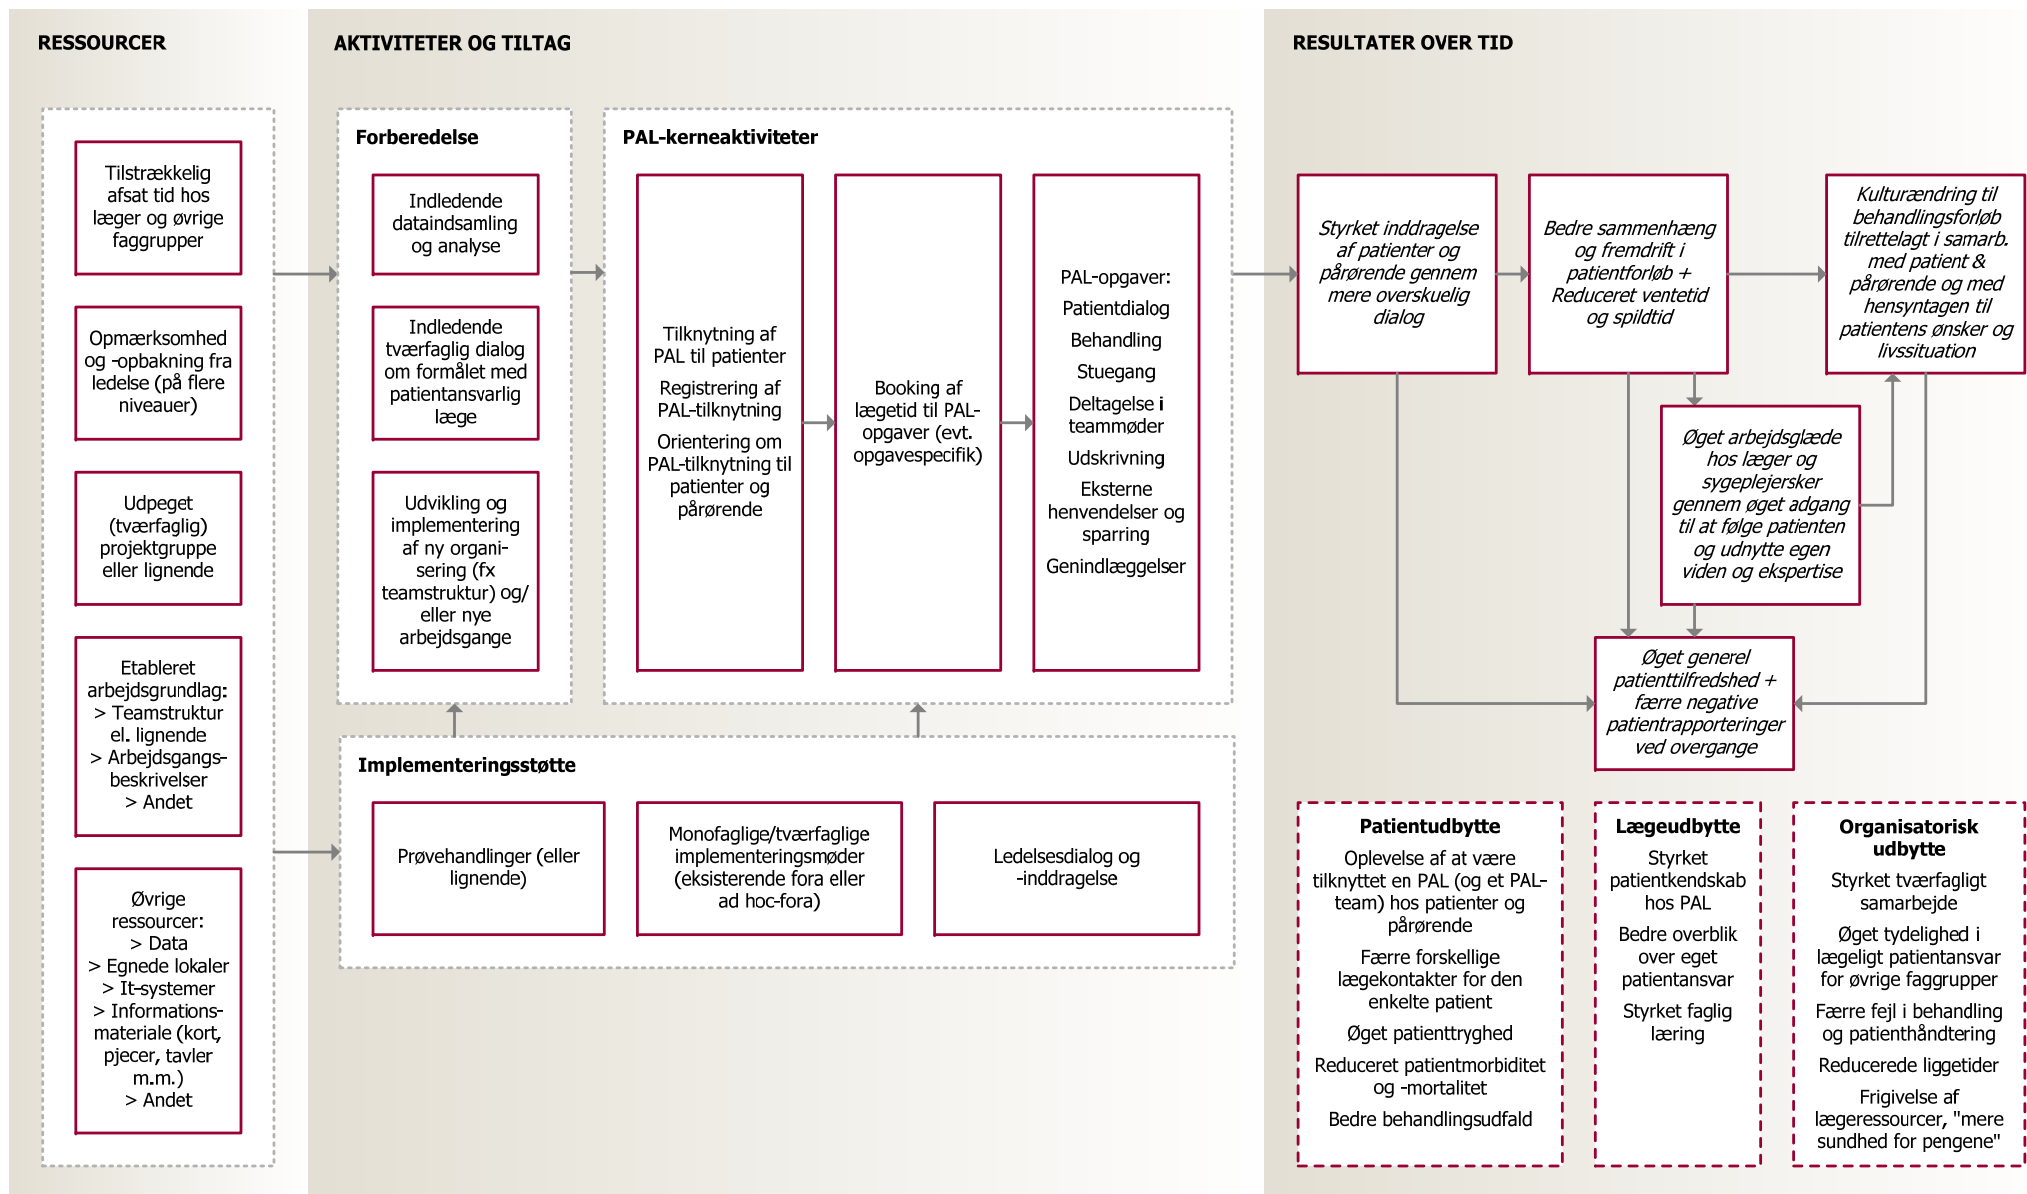 RESSOURCER
Tilstrækkelig
afsat tid hos
læger og øvrige
faggrupper
Opmærksomhed
og -opbakning fra
ledelse (på flere
niveauer)
Udpeget
(tværfaglig)
projektgruppe
eller lignende
Etableret
arbejdsgrundlag:
> Teamstruktur
el. lignende
> Arbejdsgangs-
beskrivelser
> Andet
Øvrige
ressourcer:
> Data
> Egnede lokaler
> It-systemer
> Informations-
materiale (kort,
pjecer, tavler
m.m.)
> Andet
AKTIVITETER OG TILTAG
Forberedelse
Indledende
dataindsamling
og analyse
Indledende
tværfaglig dialog
om formålet med
patientansvarlig
læge
Udvikling og
implementering
af ny organi-
sering (fx
teamstruktur) og/
eller nye
arbejdsgange
PAL-kerneaktiviteter
Tilknytning af
PAL til patienter
Registrering af
PAL-tilknytning
Orientering om
PAL-tilknytning til
patienter og
pårørende
Booking af
lægetid til PAL-
opgaver (evt.
opgavespecifik)
PAL-opgaver:
Patientdialog
Behandling
Stuegang
Deltagelse i
teammøder
Udskrivning
Eksterne
henvendelser og
sparring
Genindlæggelser
Implementeringsstøtte
Prøvehandlinger (eller
lignende)
Monofaglige/tværfaglige
implementeringsmøder
(eksisterende fora eller
ad hoc-fora)
Ledelsesdialog og
-inddragelse
RESULTATER OVER TID
Styrket inddragelse
af patienter og
pårørende gennem
mere overskuelig
dialog
Bedre sammenhæng
og fremdrift i
patientforløb +
Reduceret ventetid
og spildtid
Kulturændring til
behandlingsforløb
tilrettelagt i samarb.
med patient &
pårørende og med
hensyntagen til
patientens ønsker og
livssituation
Øget arbejdsglæde
hos læger og
sygeplejersker
gennem øget adgang
til at følge patienten
og udnytte egen
viden og ekspertise
Øget generel
patienttilfredshed +
færre negative
patientrapporteringer
ved overgange
Patientudbytte
Oplevelse af at være
tilknyttet en PAL (og et PAL-
team) hos patienter og
pårørende
Færre forskellige
lægekontakter for den
enkelte patient
Øget patienttryghed
Reduceret patientmorbiditet
og -mortalitet
Bedre behandlingsudfald
Lægeudbytte
Styrket
patientkendskab
hos PAL
Bedre overblik
over eget
patientansvar
Styrket faglig
læring
Organisatorisk
udbytte
Styrket tværfagligt
samarbejde
Øget tydelighed i
lægeligt patientansvar
for øvrige faggrupper
Færre fejl i behandling
og patienthåndtering
Reducerede liggetider
Frigivelse af
lægeressourcer, "mere
sundhed for pengene"